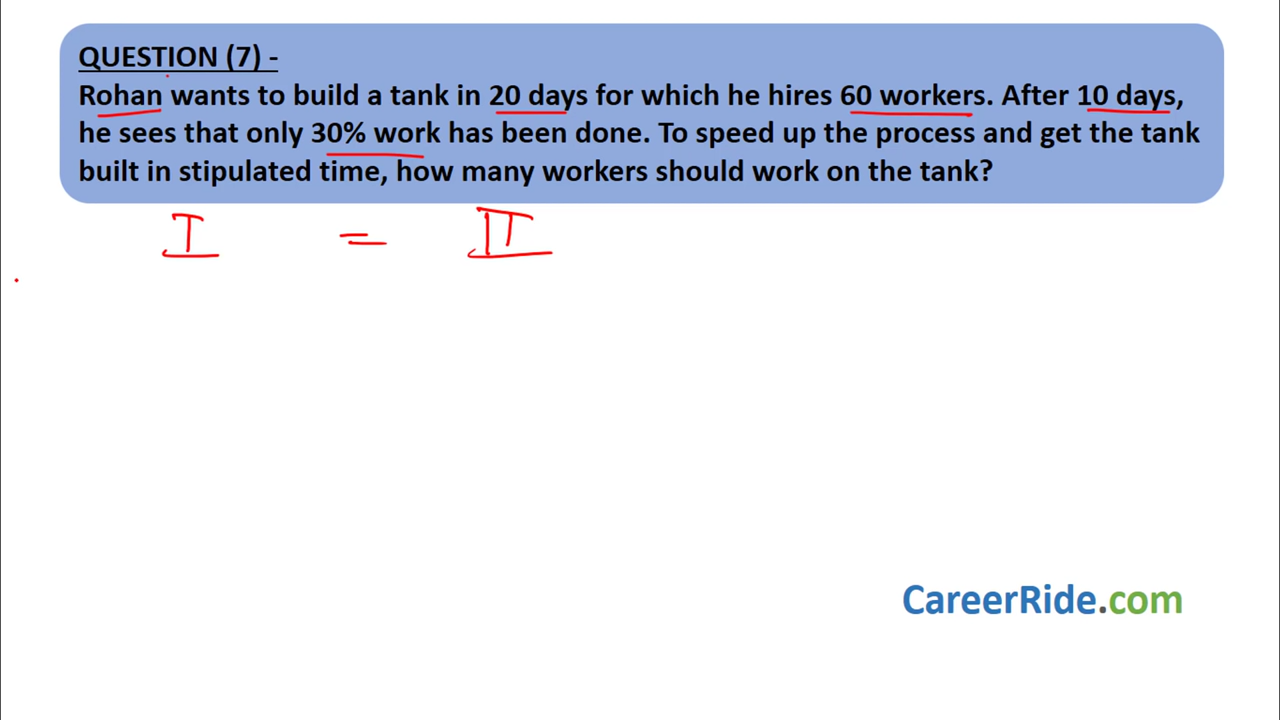 QUESTION (7) -
Rohan wants to build a tank in 20 days for which he hires 60 workers. After 10 days,
he sees that only 30% work has been done. To speed up the process and get the tank
built in stipulated time, how many workers should work on the tank?
I = II
CareerRide.com